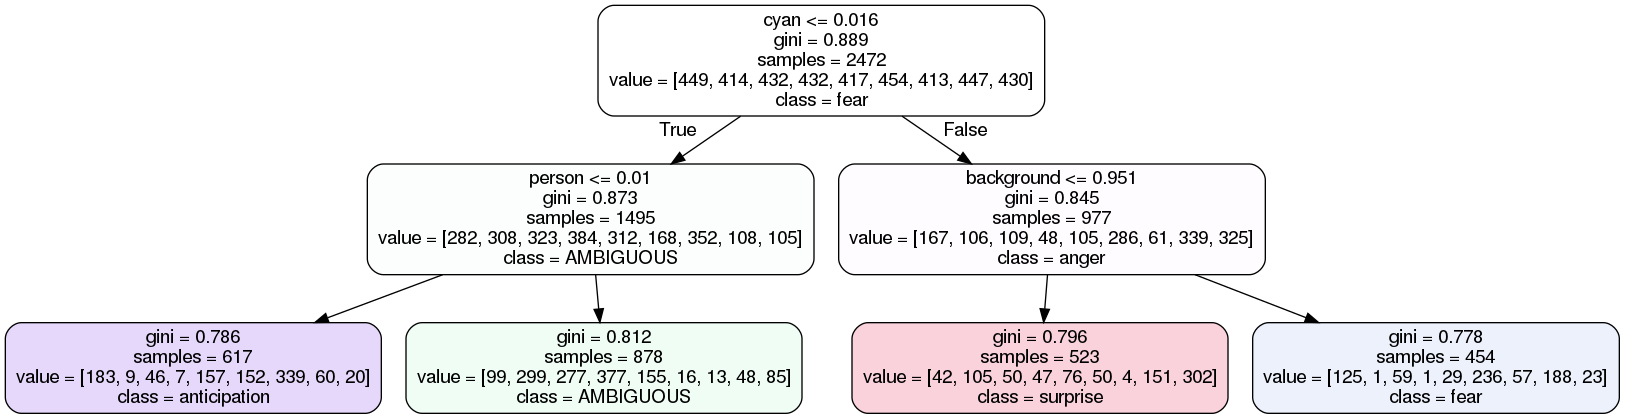 cyan <= 0.016
gini = 0.889
samples = 2472
value = [449, 414, 432, 432, 417, 454, 413, 447, 430]
class = fear
True
False
person <= 0.01
gini = 0.873
samples = 1495
value = [282, 308, 323, 384, 312, 168, 352, 108, 105]
class = AMBIGUOUS
background <= 0.951
gini = 0.845
samples = 977
value = [167, 106, 109, 48, 105, 286, 61, 339, 325]
class = anger
gini = 0.786
samples = 617
value = [183, 9, 46, 7, 157, 152, 339, 60, 20]
class = anticipation
gini = 0.812
samples = 878
value = [99, 299, 277, 377, 155, 16, 13, 48, 85]
class = AMBIGUOUS
gini = 0.796
samples = 523
value = [42, 105, 50, 47, 76, 50, 4, 151, 302]
class = surprise
gini = 0.778
samples = 454
value = [125, 1, 59, 1, 29, 236, 57, 188, 23]
class = fear